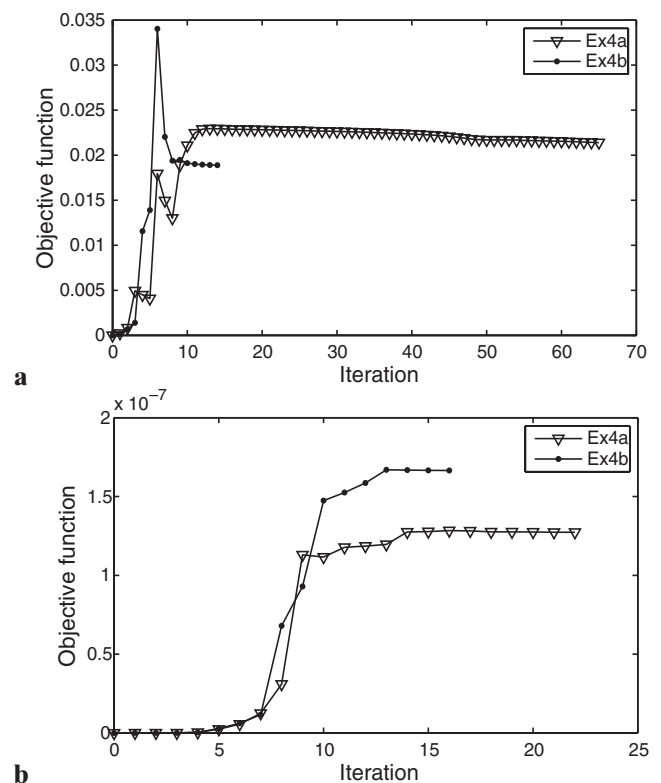 0.035
0.03
0.025
0.02
0.015
0.01
0.005
0
0 10 20 30 40 50 60 70
Objective function
Iteration
Ex4a
Ex4b
a
2 x 10⁻⁷
1.5
1
0.5
0
0 5 10 15 20 25
Objective function
Iteration
Ex4a
Ex4b
b